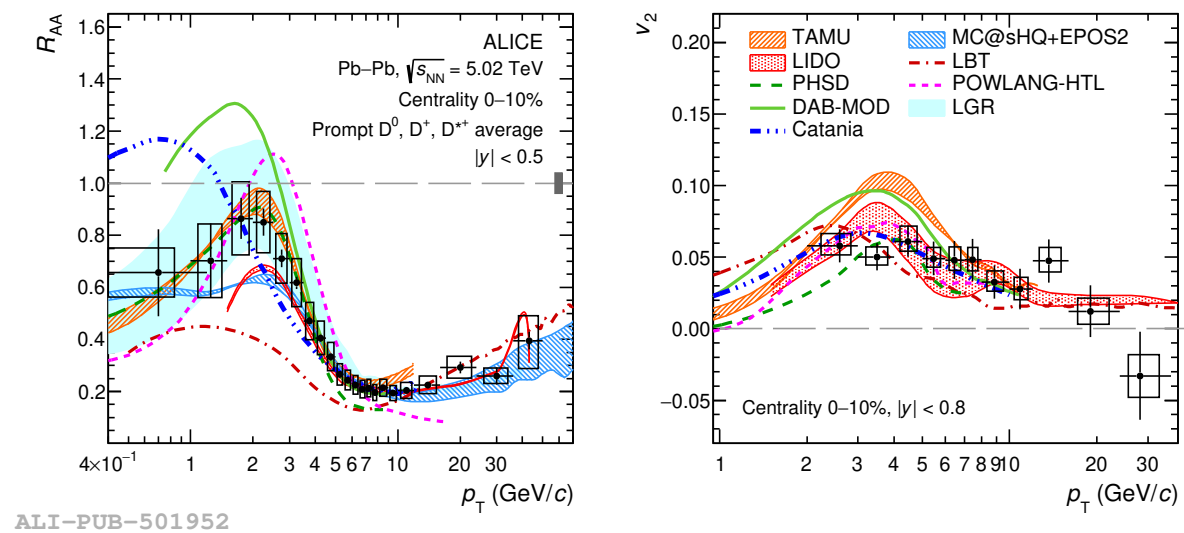 R_AA
1.6
1.4
1.2
1.0
0.8
0.6
0.4
0.2
ALICE
Pb−Pb, √s_NN = 5.02 TeV
Centrality 0−10%
Prompt D⁰, D⁺, D*⁺ average
|y| < 0.5
4×10⁻¹ 1 2 3 4 5 6 7 10 20 30
p_T (GeV/c)
v_2
0.20
0.15
0.10
0.05
0.00
−0.05
TAMU
LIDO
PHSD
DAB-MOD
Catania
MC@sHQ+EPOS2
LBT
POWLANG-HTL
LGR
Centrality 0−10%, |y| < 0.8
1 2 3 4 5 6 7 8 9 10 20 30
p_T (GeV/c)
ALI−PUB−501952